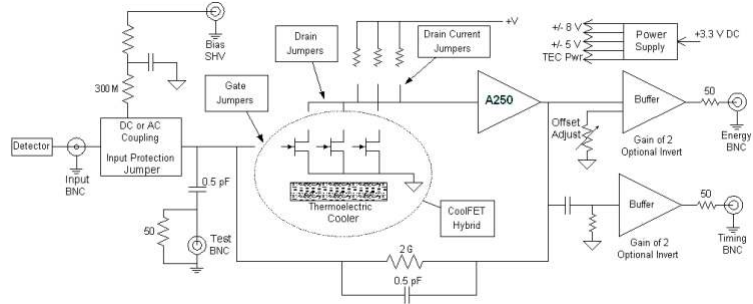 Bias
SHV
300M
Detector
Input
BNC
DC or AC
Coupling
Input Protection
Jumper
Gate
Jumpers
Drain
Jumpers
Drain Current
Jumpers
+V
A250
+/- 8 V
+/- 5 V
TEC Pwr
Power
Supply
+3.3 V DC
Offset
Adjust
Buffer
Gain of 2
Optional Invert
50
Energy
BNC
0.5 pF
50
Test
BNC
Thermoelectric
Cooler
CoolFET
Hybrid
Buffer
Gain of 2
Optional Invert
50
Timing
BNC
2G
0.5 pF